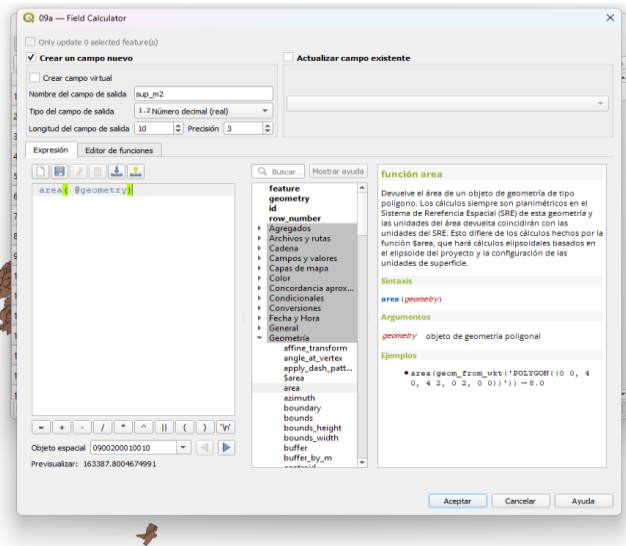 09a — Field Calculator
Only update 0 selected feature(s)
Crear un campo nuevo
Actualizar campo existente
Crear campo virtual
Nombre del campo de salida sup_m2
Tipo del campo de salida 1.2 Número decimal (real)
Longitud del campo de salida 10 Precisión 3
Expresión Editor de funciones
area( @geometry)
= + - / * ^ || ( ) '\n'
Objeto espacial 0900200010010
Previsualizar: 163387.8004674991
Buscar... Mostrar ayuda
feature
geometry
id
row_number
Agregados
Archivos y rutas
Cadena
Campos y valores
Capas de mapa
Color
Concordancia aprox...
Condicionales
Conversiones
Fecha y Hora
General
Geometría
affine_transform
angle_at_vertex
apply_dash_patt...
$area
area
azimuth
boundary
bounds
bounds_height
bounds_width
buffer
buffer_by_m
función area
Devuelve el área de un objeto de geometría de tipo
polígono. Los cálculos siempre son planimétricos en el
Sistema de Rerefencia Espacial (SRE) de esta geometría y
las unidades del área devuelta coincidirán con las
unidades del SRE. Esto difiere de los cálculos hechos por la
función $area, que hará cálculos elipsoidales basados en
el elipsoide del proyecto y la configuración de las
unidades de superficie.
Sintaxis
area(geometry)
Argumentos
geometry objeto de geometría poligonal
Ejemplos
area(geom_from_wkt('POLYGON((0 0, 4
0, 4 2, 0 2, 0 0))')) → 8.0
Aceptar Cancelar Ayuda